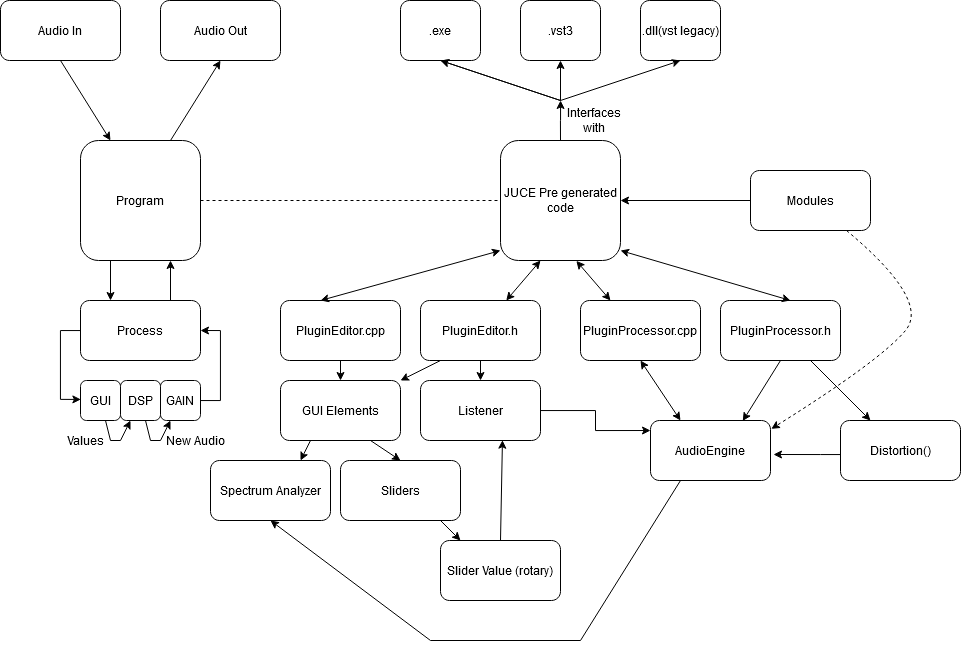 Audio In
Audio Out
.exe
.vst3
.dll(vst legacy)
Interfaces
with
Program
JUCE Pre generated
code
Modules
Process
PluginEditor.cpp
PluginEditor.h
PluginProcessor.cpp
PluginProcessor.h
GUI
DSP
GAIN
GUI Elements
Listener
Values
New Audio
AudioEngine
Distortion()
Spectrum Analyzer
Sliders
Slider Value (rotary)